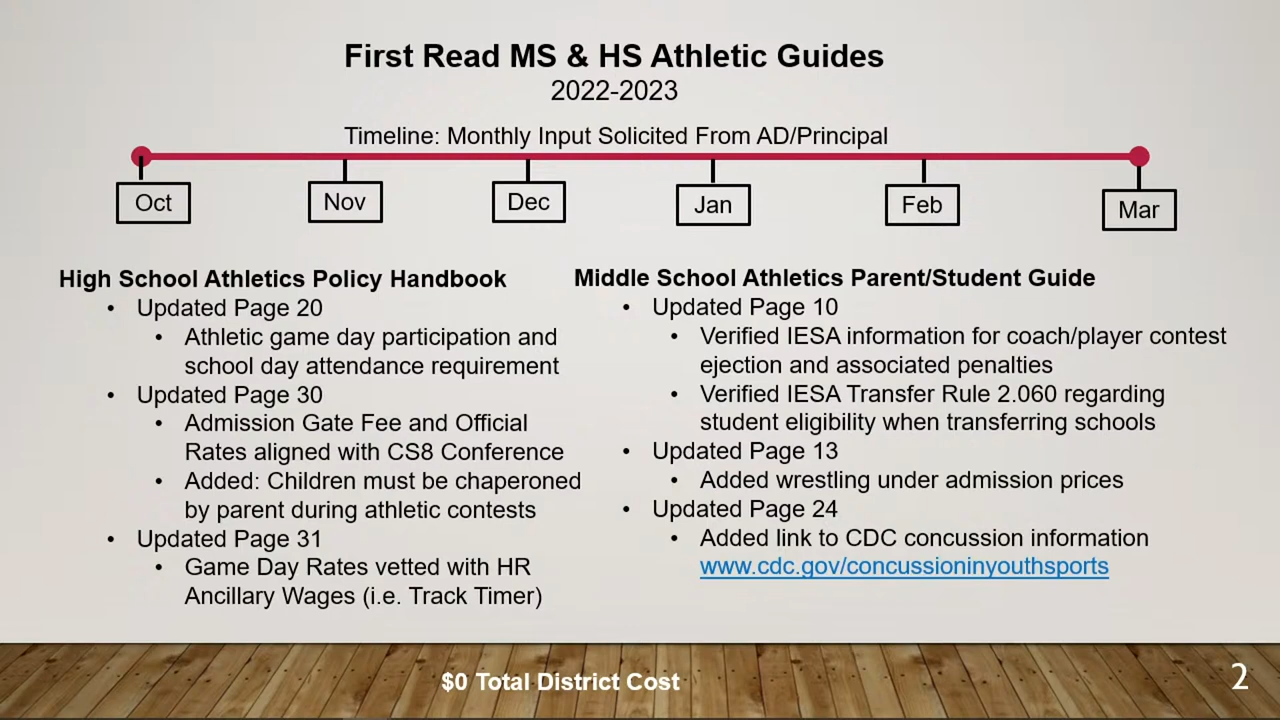 First Read MS & HS Athletic Guides
2022-2023
Timeline: Monthly Input Solicited From AD/Principal
Oct
Nov
Dec
Jan
Feb
Mar
High School Athletics Policy Handbook
• Updated Page 20
• Athletic game day participation and
school day attendance requirement
• Updated Page 30
• Admission Gate Fee and Official
Rates aligned with CS8 Conference
• Added: Children must be chaperoned
by parent during athletic contests
• Updated Page 31
• Game Day Rates vetted with HR
Ancillary Wages (i.e. Track Timer)
Middle School Athletics Parent/Student Guide
• Updated Page 10
• Verified IESA information for coach/player contest
ejection and associated penalties
• Verified IESA Transfer Rule 2.060 regarding
student eligibility when transferring schools
• Updated Page 13
• Added wrestling under admission prices
• Updated Page 24
• Added link to CDC concussion information
www.cdc.gov/concussioninyouthsports
$0 Total District Cost
2